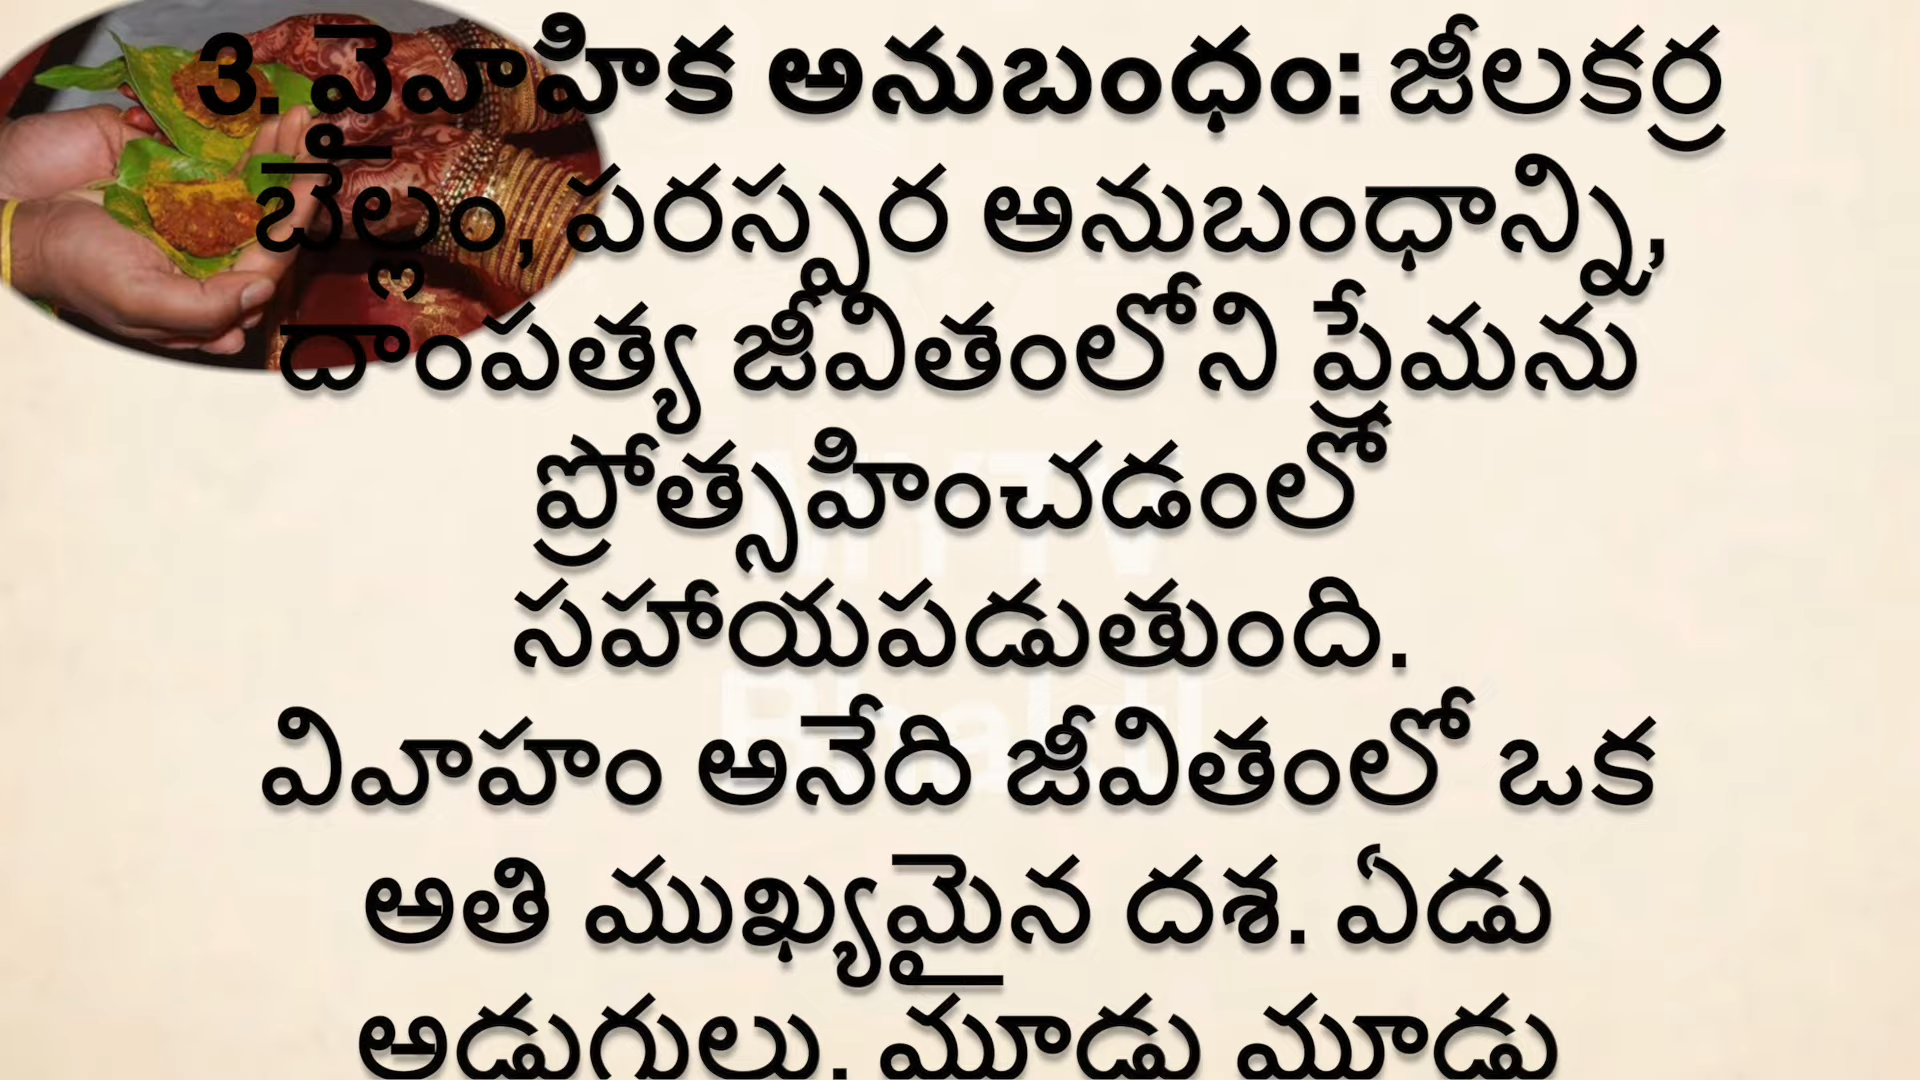 3. వైవాహిక అనుబంధం: జీలకర్ర
బెల్లం, పరస్పర అనుబంధాన్ని,
దాంపత్య జీవితంలోని ప్రేమను
ప్రోత్సహించడంలో
సహాయపడుతుంది.
వివాహం అనేది జీవితంలో ఒక
అతి ముఖ్యమైన దశ. ఏడు
అడుగులు. మూడు మూడు